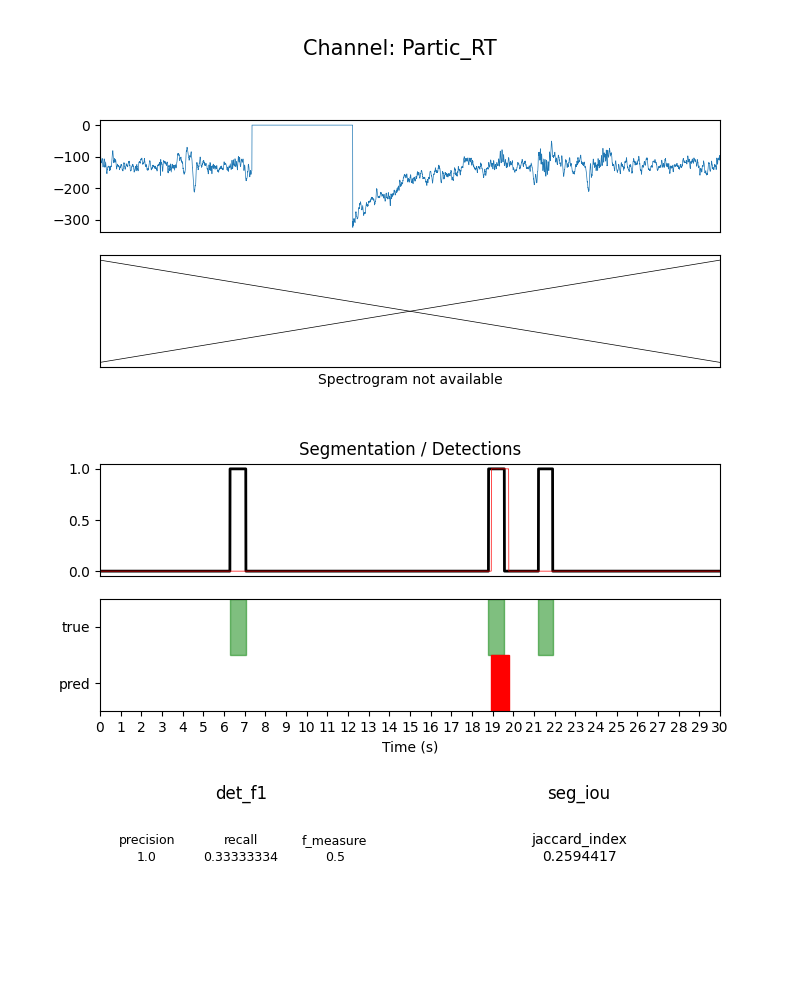 Channel: Partic_RT
0
−100
−200
−300
Spectrogram not available
Segmentation / Detections
1.0
0.5
0.0
true
pred
0 1 2 3 4 5 6 7 8 9 10 11 12 13 14 15 16 17 18 19 20 21 22 23 24 25 26 27 28 29 30
Time (s)
det_f1 seg_iou
precision recall f_measure jaccard_index
1.0 0.33333334 0.5 0.2594417